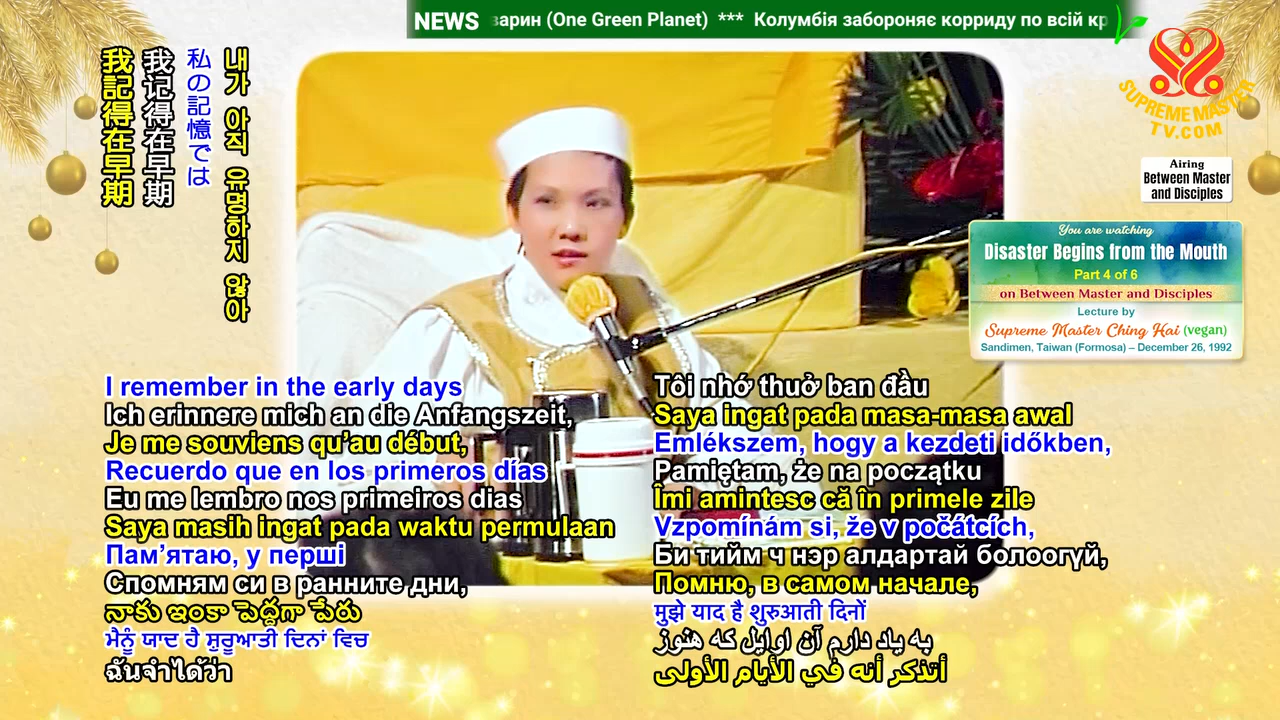 NEWS
варин (One Green Planet) *** Колумбія забороняє корриду по всій кр
SUPREME MASTER
TV.COM
Airing
Between Master
and Disciples
You are watching
Disaster Begins from the Mouth
Part 4 of 6
on Between Master and Disciples
Lecture by
Supreme Master Ching Hai (vegan)
Sandimen, Taiwan (Formosa) – December 26, 1992
我記得在早期
我记得在早期
私の記憶では
내가 아직 유명하지 않아
I remember in the early days
Ich erinnere mich an die Anfangszeit,
Je me souviens qu’au début,
Recuerdo que en los primeros días
Eu me lembro nos primeiros dias
Saya masih ingat pada waktu permulaan
Пам’ятаю, у перші
Спомням си в ранните дни,
నాకు ఇంకా పెద్దగా పేరు
ਮੈਨੂੰ ਯਾਦ ਹੈ ਸ਼ੁਰੂਆਤੀ ਦਿਨਾਂ ਵਿਚ
ฉันจำได้ว่า
Tôi nhớ thuở ban đầu
Saya ingat pada masa-masa awal
Emlékszem, hogy a kezdeti időkben,
Pamiętam, że na początku
Îmi amintesc că în primele zile
Vzpomínám si, že v počátcích,
Би тийм ч нэр алдартай болоогүй,
Помню, в самом начале,
मुझे याद है शुरुआती दिनों
به یاد دارم آن اوایل که هنوز
أتذكر أنه في الأيام الأولى